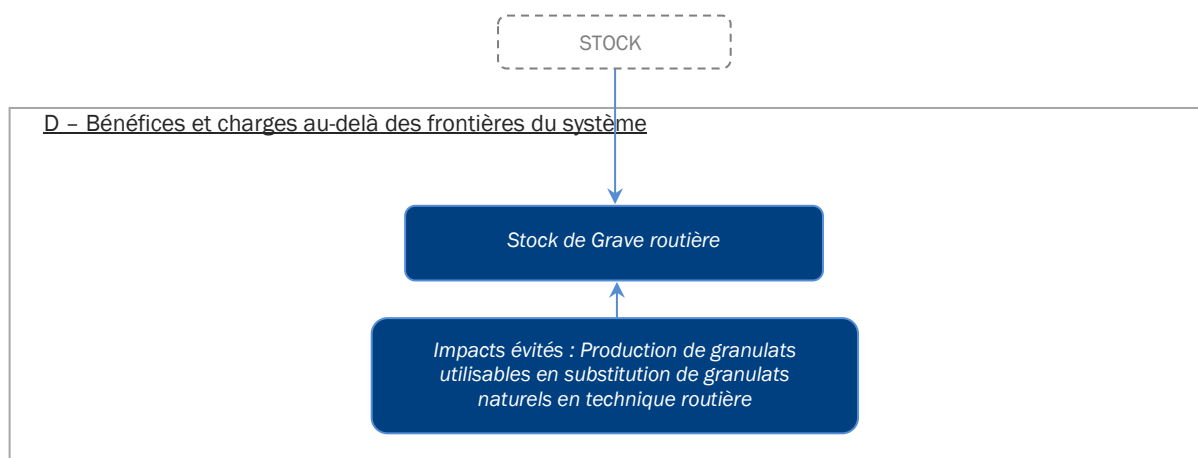 STOCK
D – Bénéfices et charges au-delà des frontières du système
Stock de Grave routière
Impacts évités : Production de granulats
utilisables en substitution de granulats
naturels en technique routière